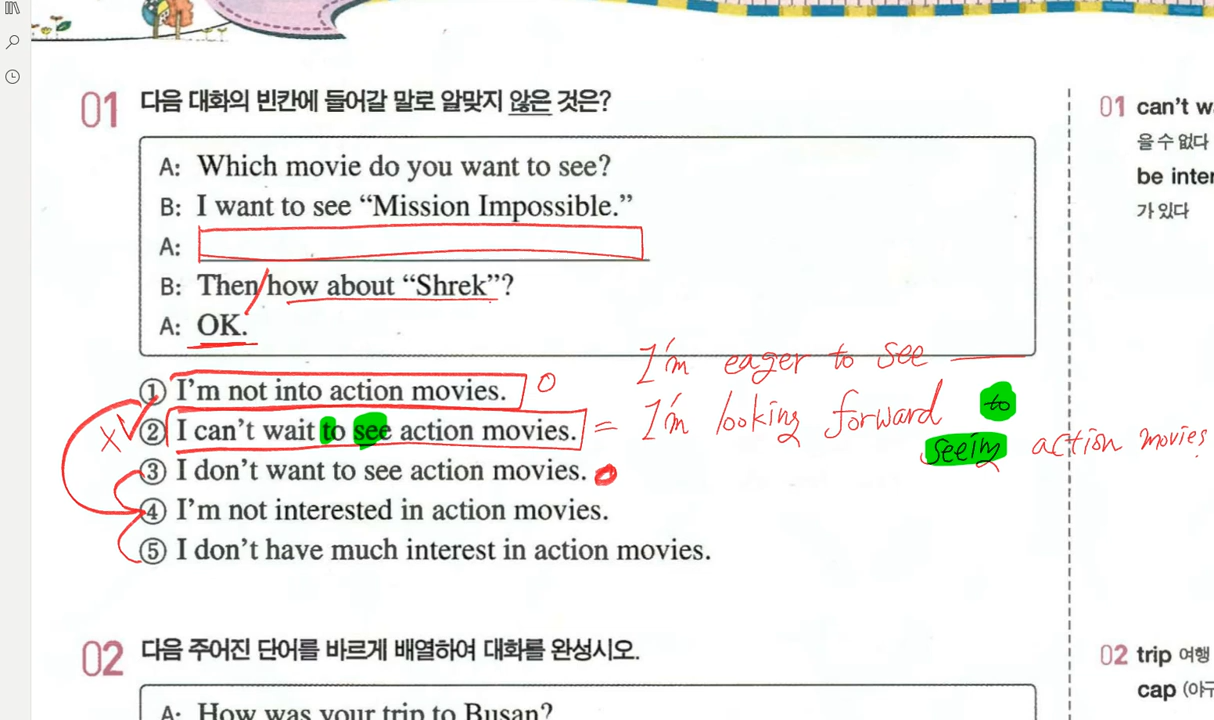 01 다음 대화의 빈칸에 들어갈 말로 알맞지 않은 것은?
A: Which movie do you want to see?
B: I want to see “Mission Impossible.”
A:
B: Then how about “Shrek”?
A: OK.
① I'm not into action movies. O
② I can't wait to see action movies.
③ I don't want to see action movies.
④ I'm not interested in action movies.
⑤ I don't have much interest in action movies.
I'm eager to see
= I'm looking forward to
seeing action movies
02 다음 주어진 단어를 바르게 배열하여 대화를 완성시오.
A: How was your trip to Busan?
01 can't w
을 수 없다
be inter
가 있다
02 trip 여행
cap